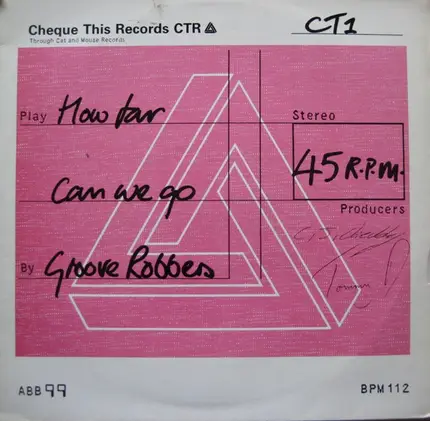 Cheque This Records CTR
Through Cat and Mouse Records
CT1
Play How far
Can we go
By Groove Robbers
Stereo
45 R.P.M.
Producers
ABB 99
BPM 112